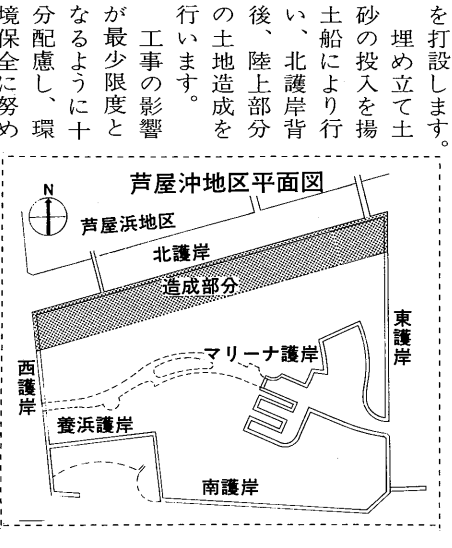 を打設します。
　埋め立て土
砂の投入を揚
土船により行
い、北護岸背
後、陸上部分
の土地造成を
行います。
　工事の影響
が最少限度と
なるように十
分配慮し、環
境保全に努め
芦屋沖地区平面図
N
芦屋浜地区
北護岸
造成部分
マリーナ護岸
東護岸
西護岸
養浜護岸
南護岸